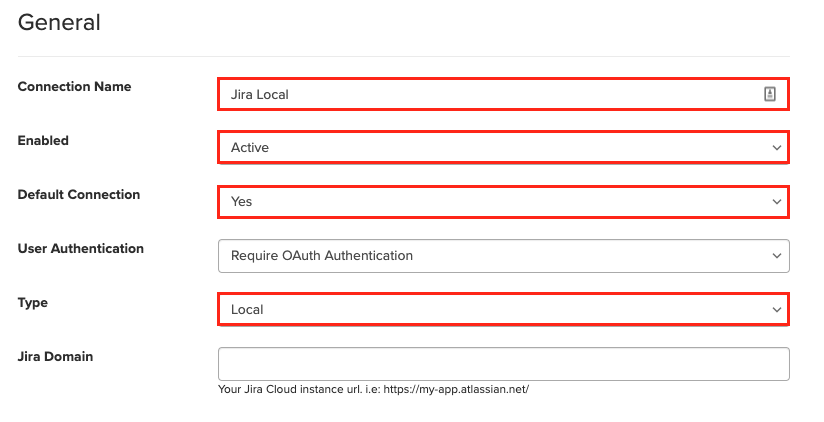 General
Connection Name
Jira Local
Enabled
Active
Default Connection
Yes
User Authentication
Require OAuth Authentication
Type
Local
Jira Domain
Your Jira Cloud instance url. i.e: https://my-app.atlassian.net/